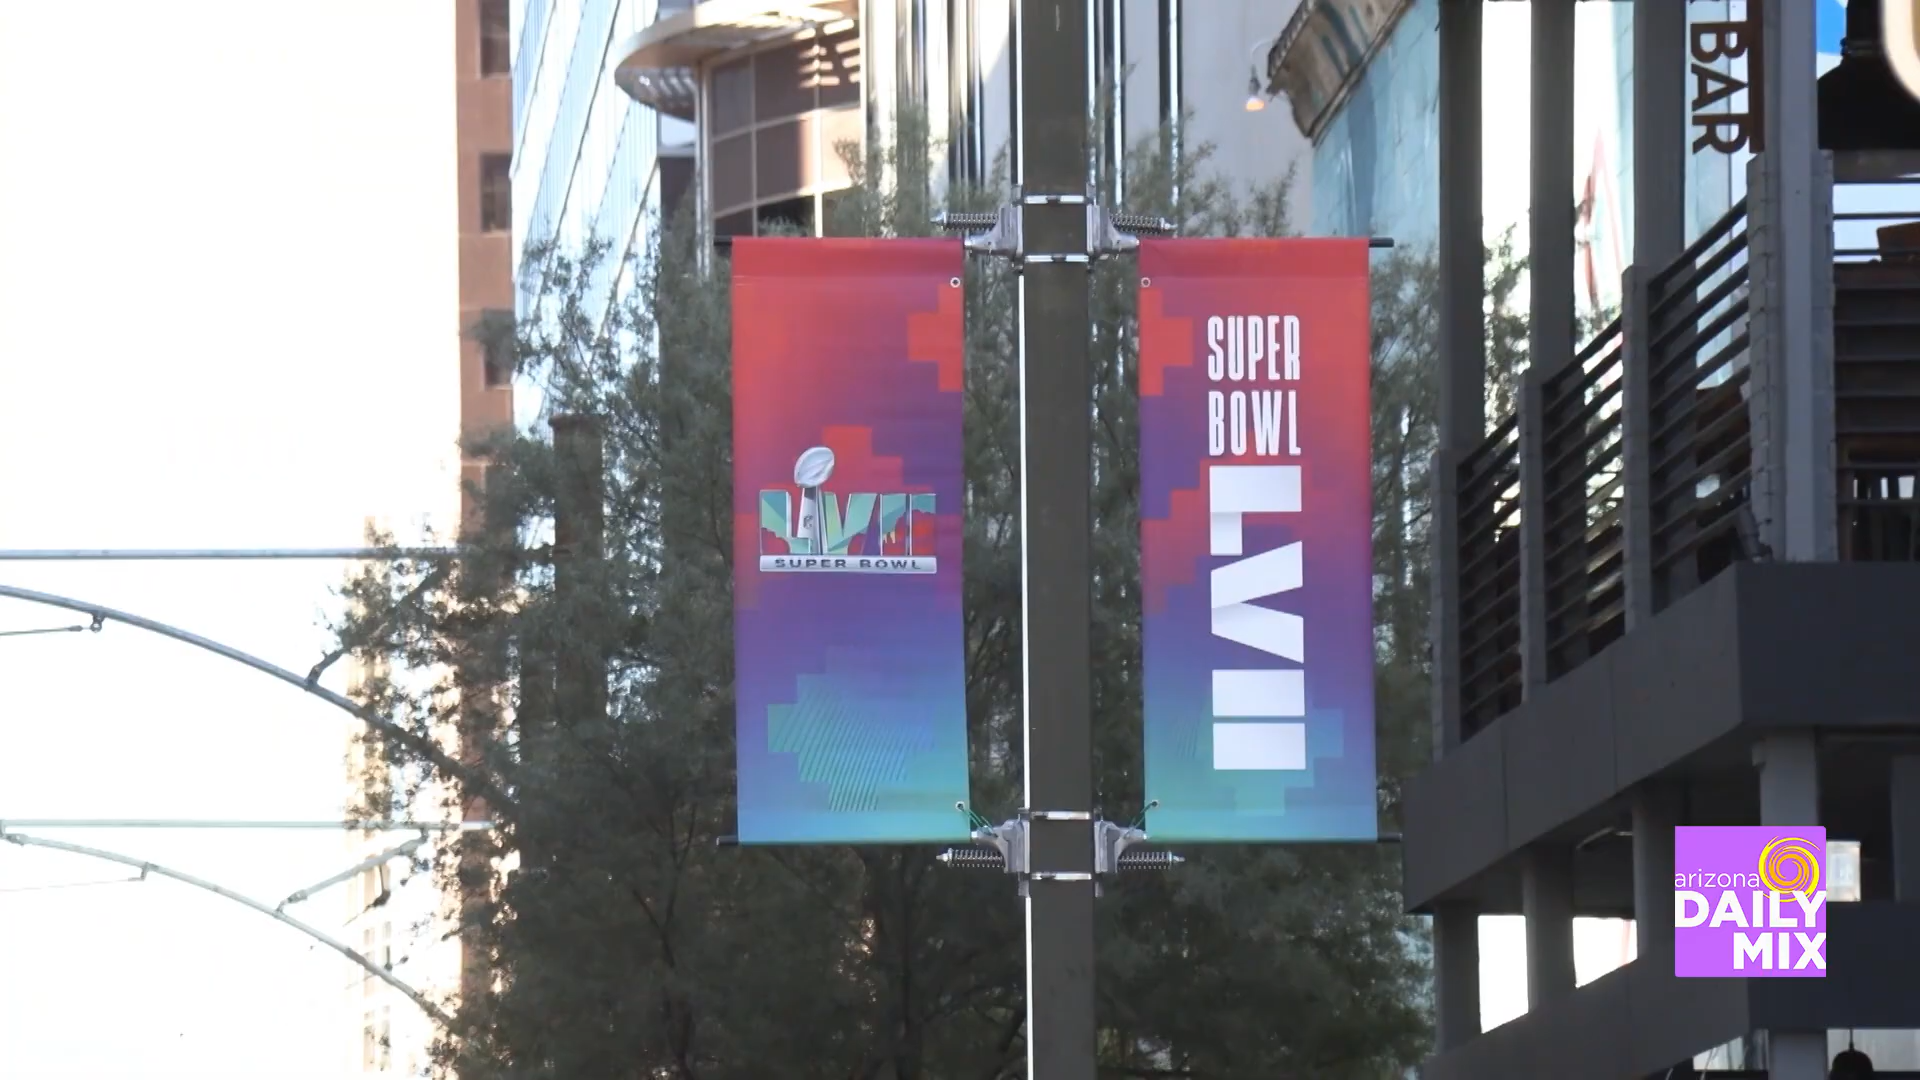 BAR
LVII
SUPER BOWL
SUPER
BOWL
LVII
arizona
DAILY
MIX